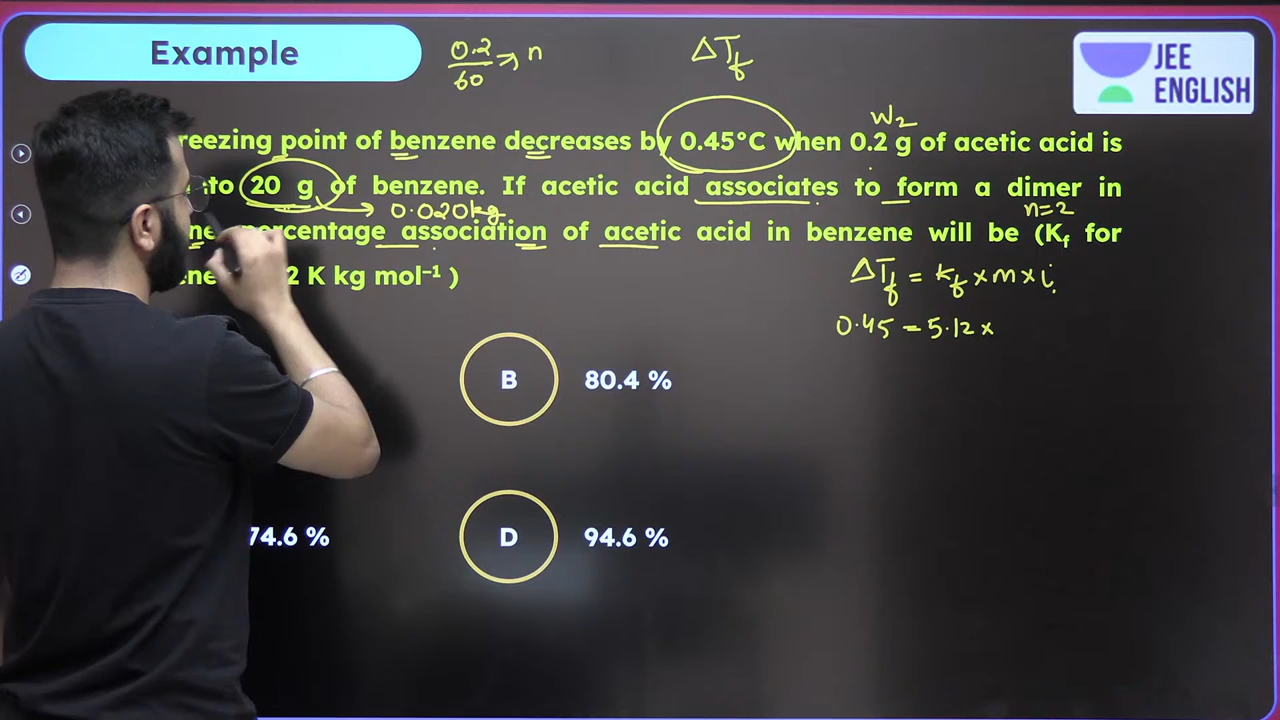 Example
0.2
60
→ n
ΔTf
JEE
ENGLISH
W2
reezing point of benzene decreases by 0.45°C when 0.2 g of acetic acid is
to 20 g of benzene. If acetic acid associates to form a dimer in
→ 0.020kg
n=2
ne percentage association of acetic acid in benzene will be (Kf for
ene 2 K kg mol⁻¹ )
ΔTf = Kf × m × i
0.45 = 5.12 ×
B 80.4 %
74.6 %
D 94.6 %